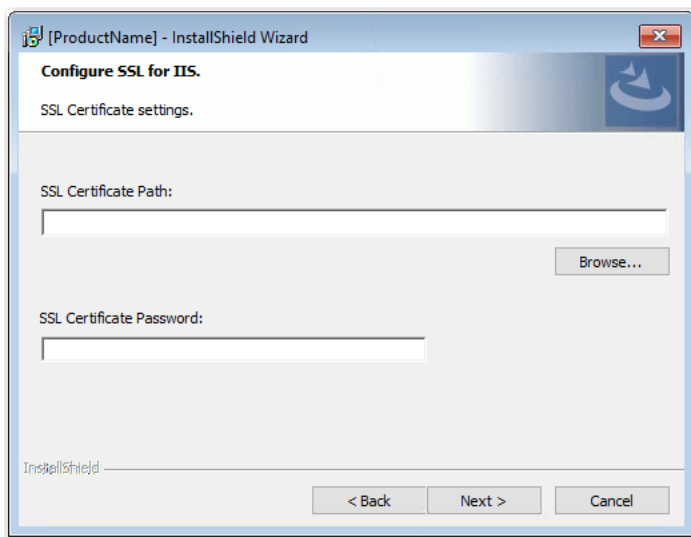 [ProductName] - InstallShield Wizard
Configure SSL for IIS.
SSL Certificate settings.
SSL Certificate Path:
Browse...
SSL Certificate Password:
InstallShield
< Back Next > Cancel